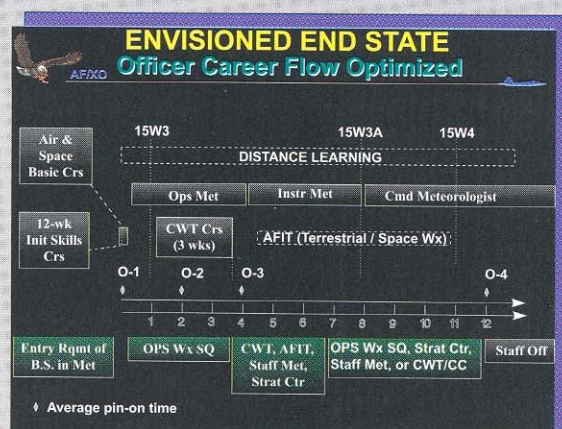 ENVISIONED END STATE
AF/XO
Officer Career Flow Optimized
15W3
15W3A
15W4
Air &
Space
Basic Crs
DISTANCE LEARNING
Ops Met
Instr Met
Cmd Meteorologist
12-wk
Init Skills
Crs
CWT Crs
(3 wks)
AFIT (Terrestrial / Space Wx)
O-1
O-2
O-3
O-4
1 2 3 4 5 6 7 8 9 10 11 12
Entry Rqmt of
B.S. in Met
OPS Wx SQ
CWT, AFIT,
Staff Met,
Strat Ctr
OPS Wx SQ, Strat Ctr,
Staff Met, or CWT/CC
Staff Off
♦ Average pin-on time